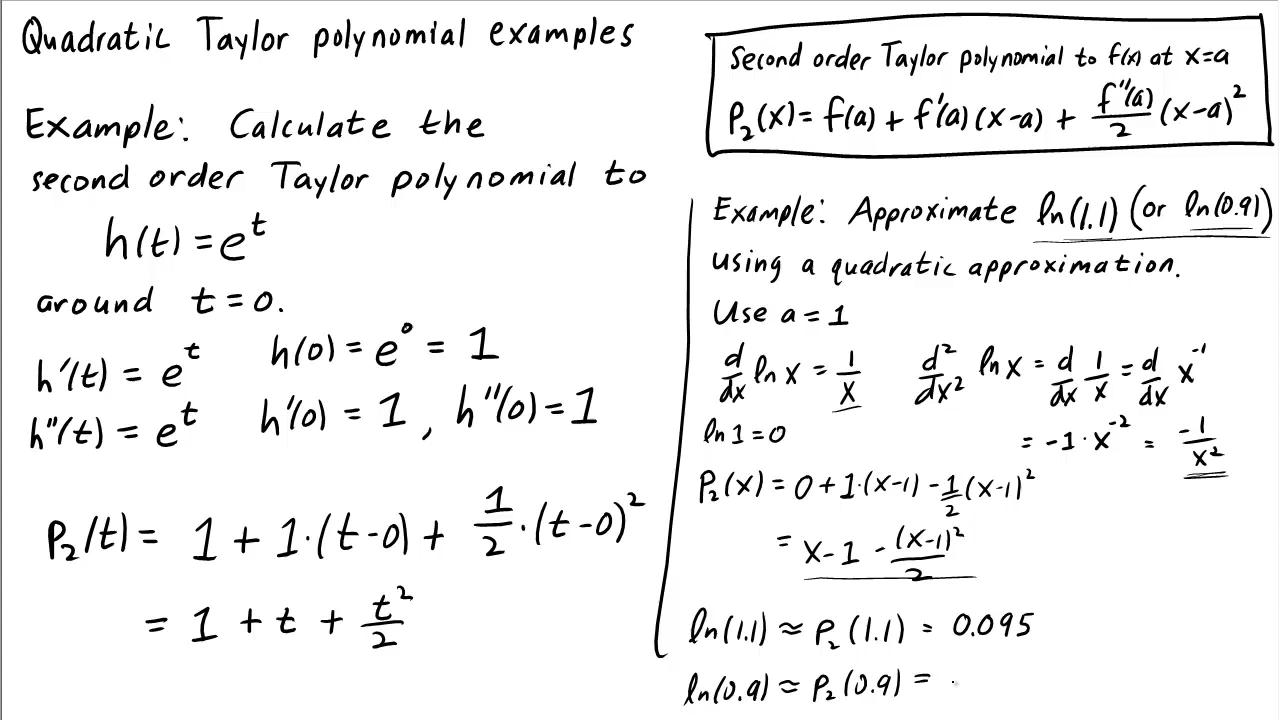 Quadratic Taylor polynomial examples
Example: Calculate the
second order Taylor polynomial to
h(t) = e^t
around t = 0.
h'(t) = e^t h(0) = e^0 = 1
h''(t) = e^t h'(0) = 1, h''(0) = 1
P₂(t) = 1 + 1·(t-0) + 1/2·(t-0)²
= 1 + t + t²/2
Second order Taylor polynomial to f(x) at x=a
P₂(x) = f(a) + f'(a)(x-a) + f''(a)/2 (x-a)²
Example: Approximate ln(1.1) (or ln(0.9))
using a quadratic approximation.
Use a = 1
d/dx ln x = 1/x d²/dx² ln x = d/dx 1/x = d/dx x⁻¹
ln 1 = 0 = -1·x⁻² = -1/x²
P₂(x) = 0 + 1·(x-1) - 1/2(x-1)²
= x-1 - (x-1)²/2
ln(1.1) ≈ P₂(1.1) = 0.095
ln(0.9) ≈ P₂(0.9) =